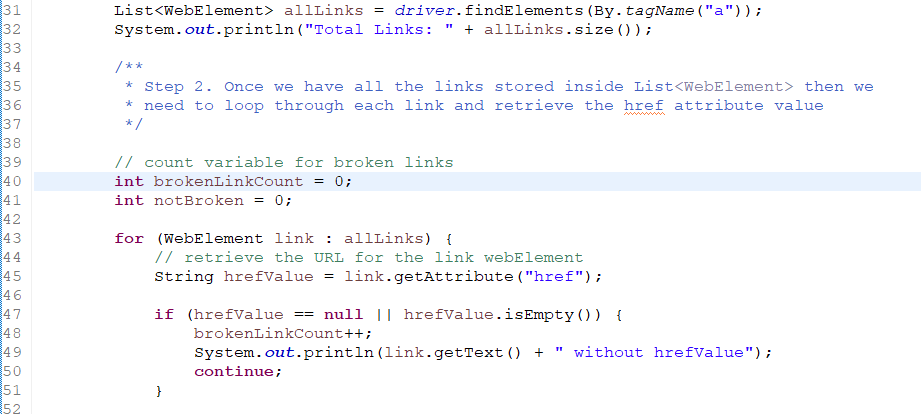 31 List<WebElement> allLinks = driver.findElements(By.tagName("a"));
32 System.out.println("Total Links: " + allLinks.size());
33
34 /**
35 * Step 2. Once we have all the links stored inside List<WebElement> then we
36 * need to loop through each link and retrieve the href attribute value
37 */
38
39 // count variable for broken links
40 int brokenLinkCount = 0;
41 int notBroken = 0;
42
43 for (WebElement link : allLinks) {
44 // retrieve the URL for the link webElement
45 String hrefValue = link.getAttribute("href");
46
47 if (hrefValue == null || hrefValue.isEmpty()) {
48 brokenLinkCount++;
49 System.out.println(link.getText() + " without hrefValue");
50 continue;
51 }
52